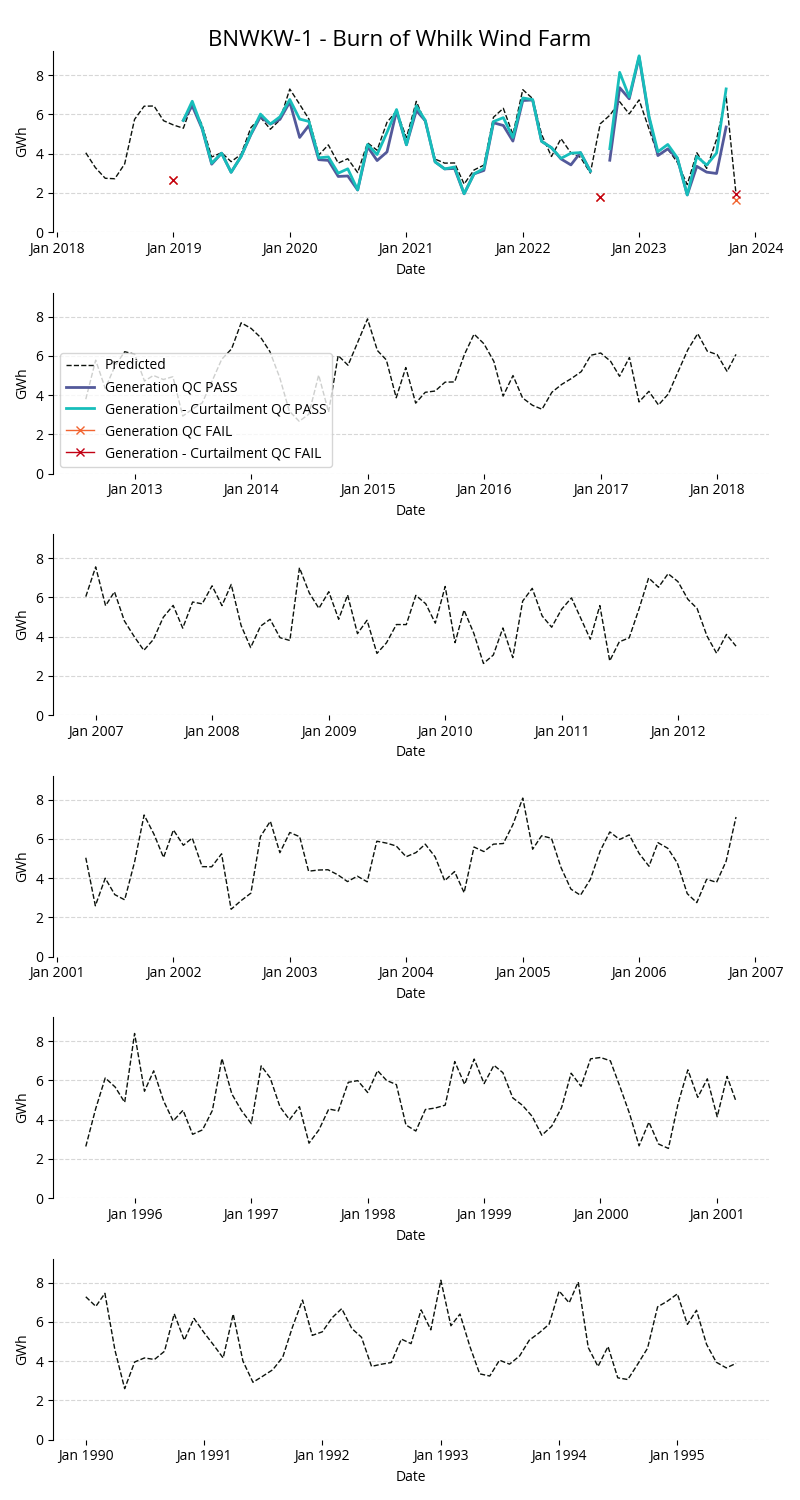 BNWKW-1 - Burn of Whilk Wind Farm
8
6
4
2
0
GWh
Jan 2018
Jan 2019
Jan 2020
Jan 2021
Jan 2022
Jan 2023
Jan 2024
Date
8
6
4
2
0
GWh
Predicted
Generation QC PASS
Generation - Curtailment QC PASS
Generation QC FAIL
Generation - Curtailment QC FAIL
Jan 2013
Jan 2014
Jan 2015
Jan 2016
Jan 2017
Jan 2018
Date
8
6
4
2
0
GWh
Jan 2007
Jan 2008
Jan 2009
Jan 2010
Jan 2011
Jan 2012
Date
8
6
4
2
0
GWh
Jan 2001
Jan 2002
Jan 2003
Jan 2004
Jan 2005
Jan 2006
Jan 2007
Date
8
6
4
2
0
GWh
Jan 1996
Jan 1997
Jan 1998
Jan 1999
Jan 2000
Jan 2001
Date
8
6
4
2
0
GWh
Jan 1990
Jan 1991
Jan 1992
Jan 1993
Jan 1994
Jan 1995
Date